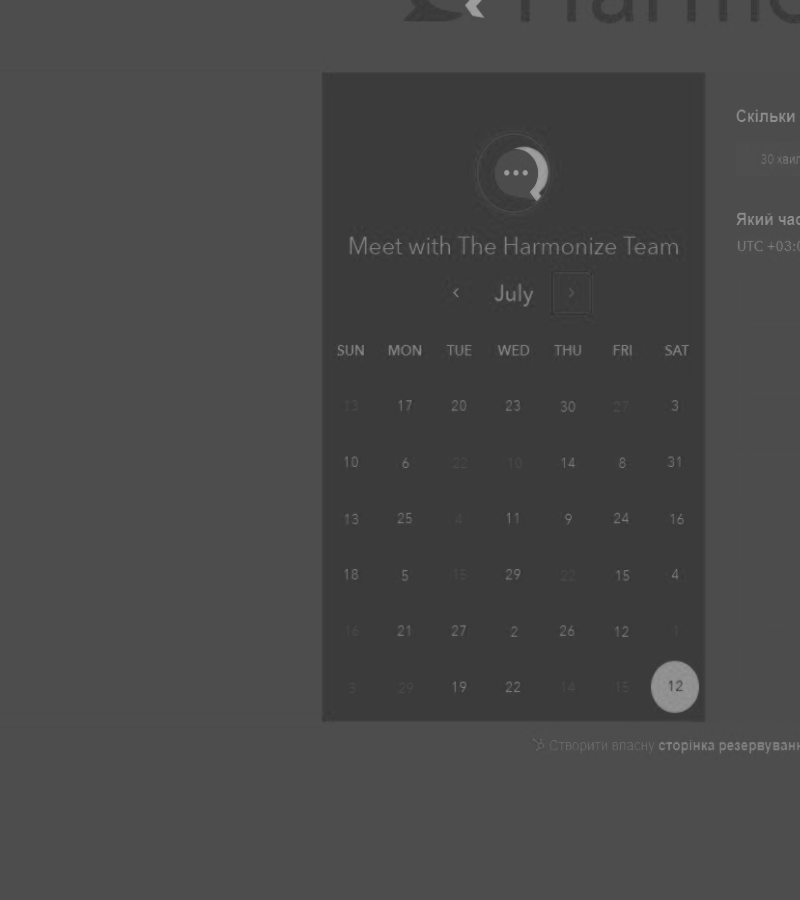 Harmo
Meet with The Harmonize Team
July
SUN MON TUE WED THU FRI SAT
13 17 20 23 30 27 3
10 6 22 10 14 8 31
13 25 4 11 9 24 16
18 5 15 29 22 15 4
16 21 27 2 26 12 1
3 29 19 22 14 15 12
Скільки
30 хвил
Який час
UTC +03:0
Створити власну сторінка резервуванн